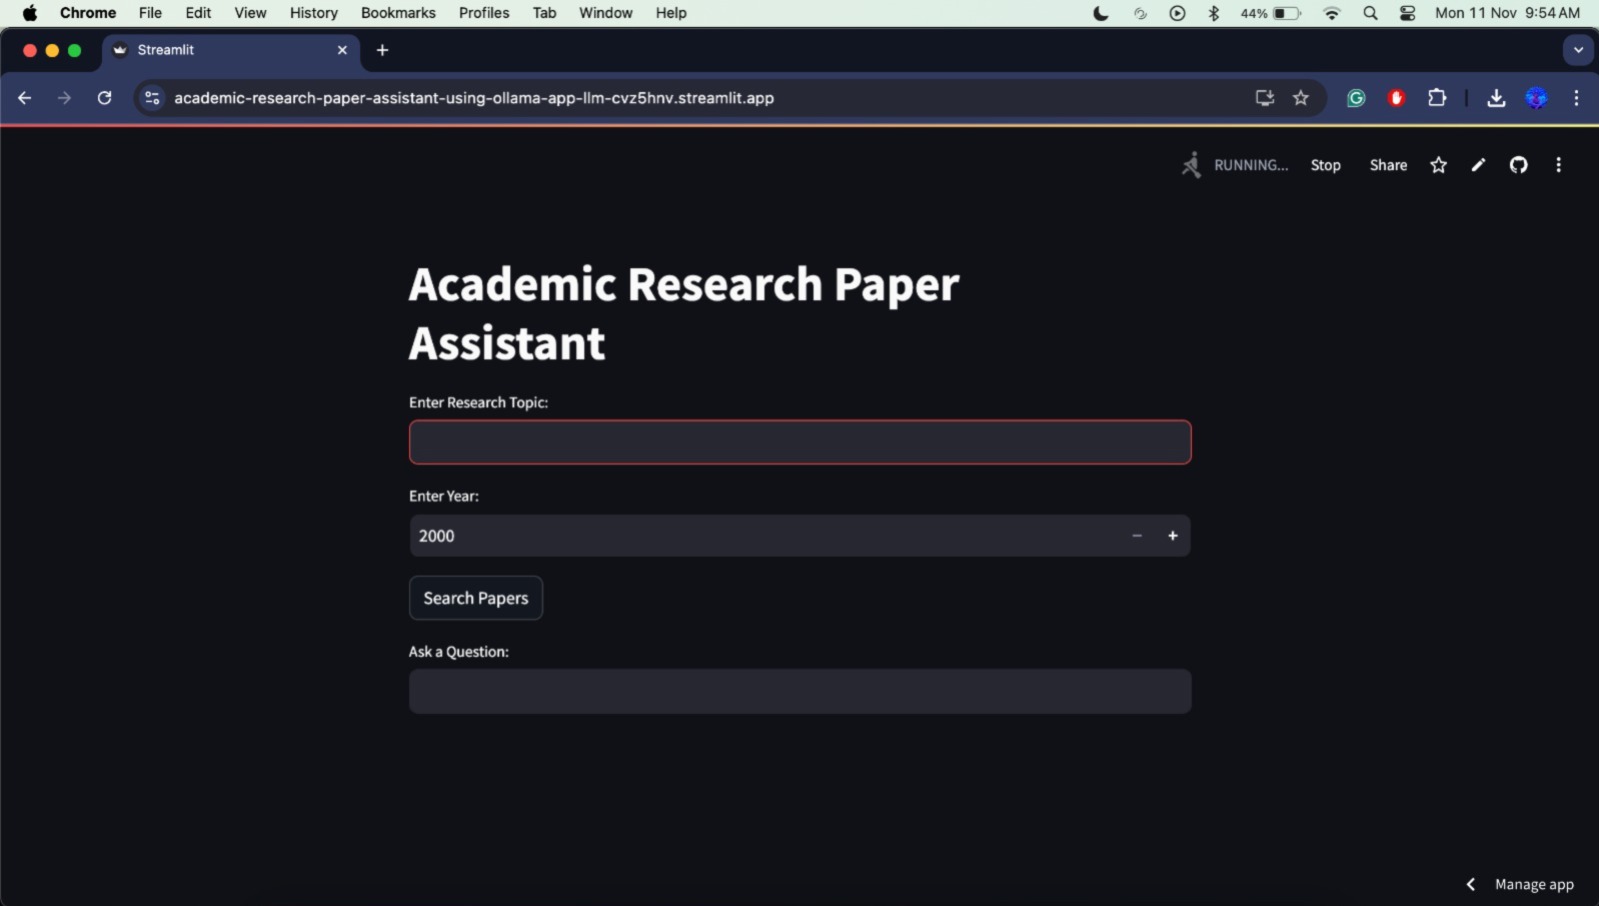 Chrome File Edit View History Bookmarks Profiles Tab Window Help 44% Mon 11 Nov 9:54 AM
Streamlit
academic-research-paper-assistant-using-ollama-app-llm-cvz5hnv.streamlit.app
RUNNING... Stop Share
Academic Research Paper
Assistant
Enter Research Topic:
Enter Year:
2000
Search Papers
Ask a Question:
Manage app